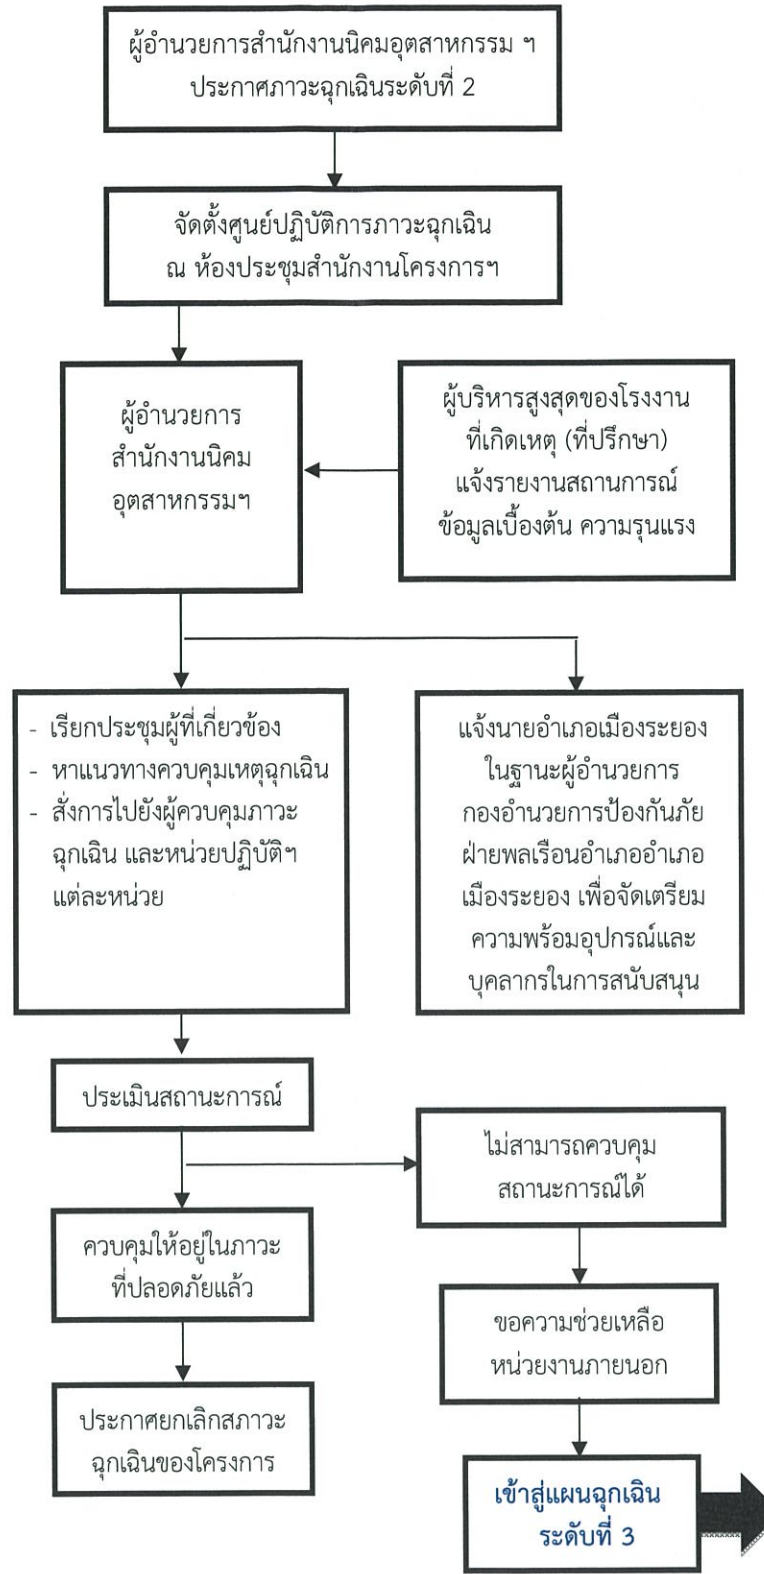 ผู้อำนวยการสำนักงานนิคมอุตสาหกรรม ฯ
ประกาศภาวะฉุกเฉินระดับที่ 2
จัดตั้งศูนย์ปฏิบัติการภาวะฉุกเฉิน
ณ ห้องประชุมสำนักงานโครงการฯ
ผู้อำนวยการ
สำนักงานนิคม
อุตสาหกรรมฯ
ผู้บริหารสูงสุดของโรงงาน
ที่เกิดเหตุ (ที่ปรึกษา)
แจ้งรายงานสถานการณ์
ข้อมูลเบื้องต้น ความรุนแรง
- เรียกประชุมผู้ที่เกี่ยวข้อง
- หาแนวทางควบคุมเหตุฉุกเฉิน
- สั่งการไปยังผู้ควบคุมภาวะ
ฉุกเฉิน และหน่วยปฏิบัติฯ
แต่ละหน่วย
แจ้งนายอำเภอเมืองระยอง
ในฐานะผู้อำนวยการ
กองอำนวยการป้องกันภัย
ฝ่ายพลเรือนอำเภออำเภอ
เมืองระยอง เพื่อจัดเตรียม
ความพร้อมอุปกรณ์และ
บุคลากรในการสนับสนุน
ประเมินสถานะการณ์
ไม่สามารถควบคุม
สถานะการณ์ได้
ควบคุมให้อยู่ในภาวะ
ที่ปลอดภัยแล้ว
ขอความช่วยเหลือ
หน่วยงานภายนอก
ประกาศยกเลิกสภาวะ
ฉุกเฉินของโครงการ
เข้าสู่แผนฉุกเฉิน
ระดับที่ 3